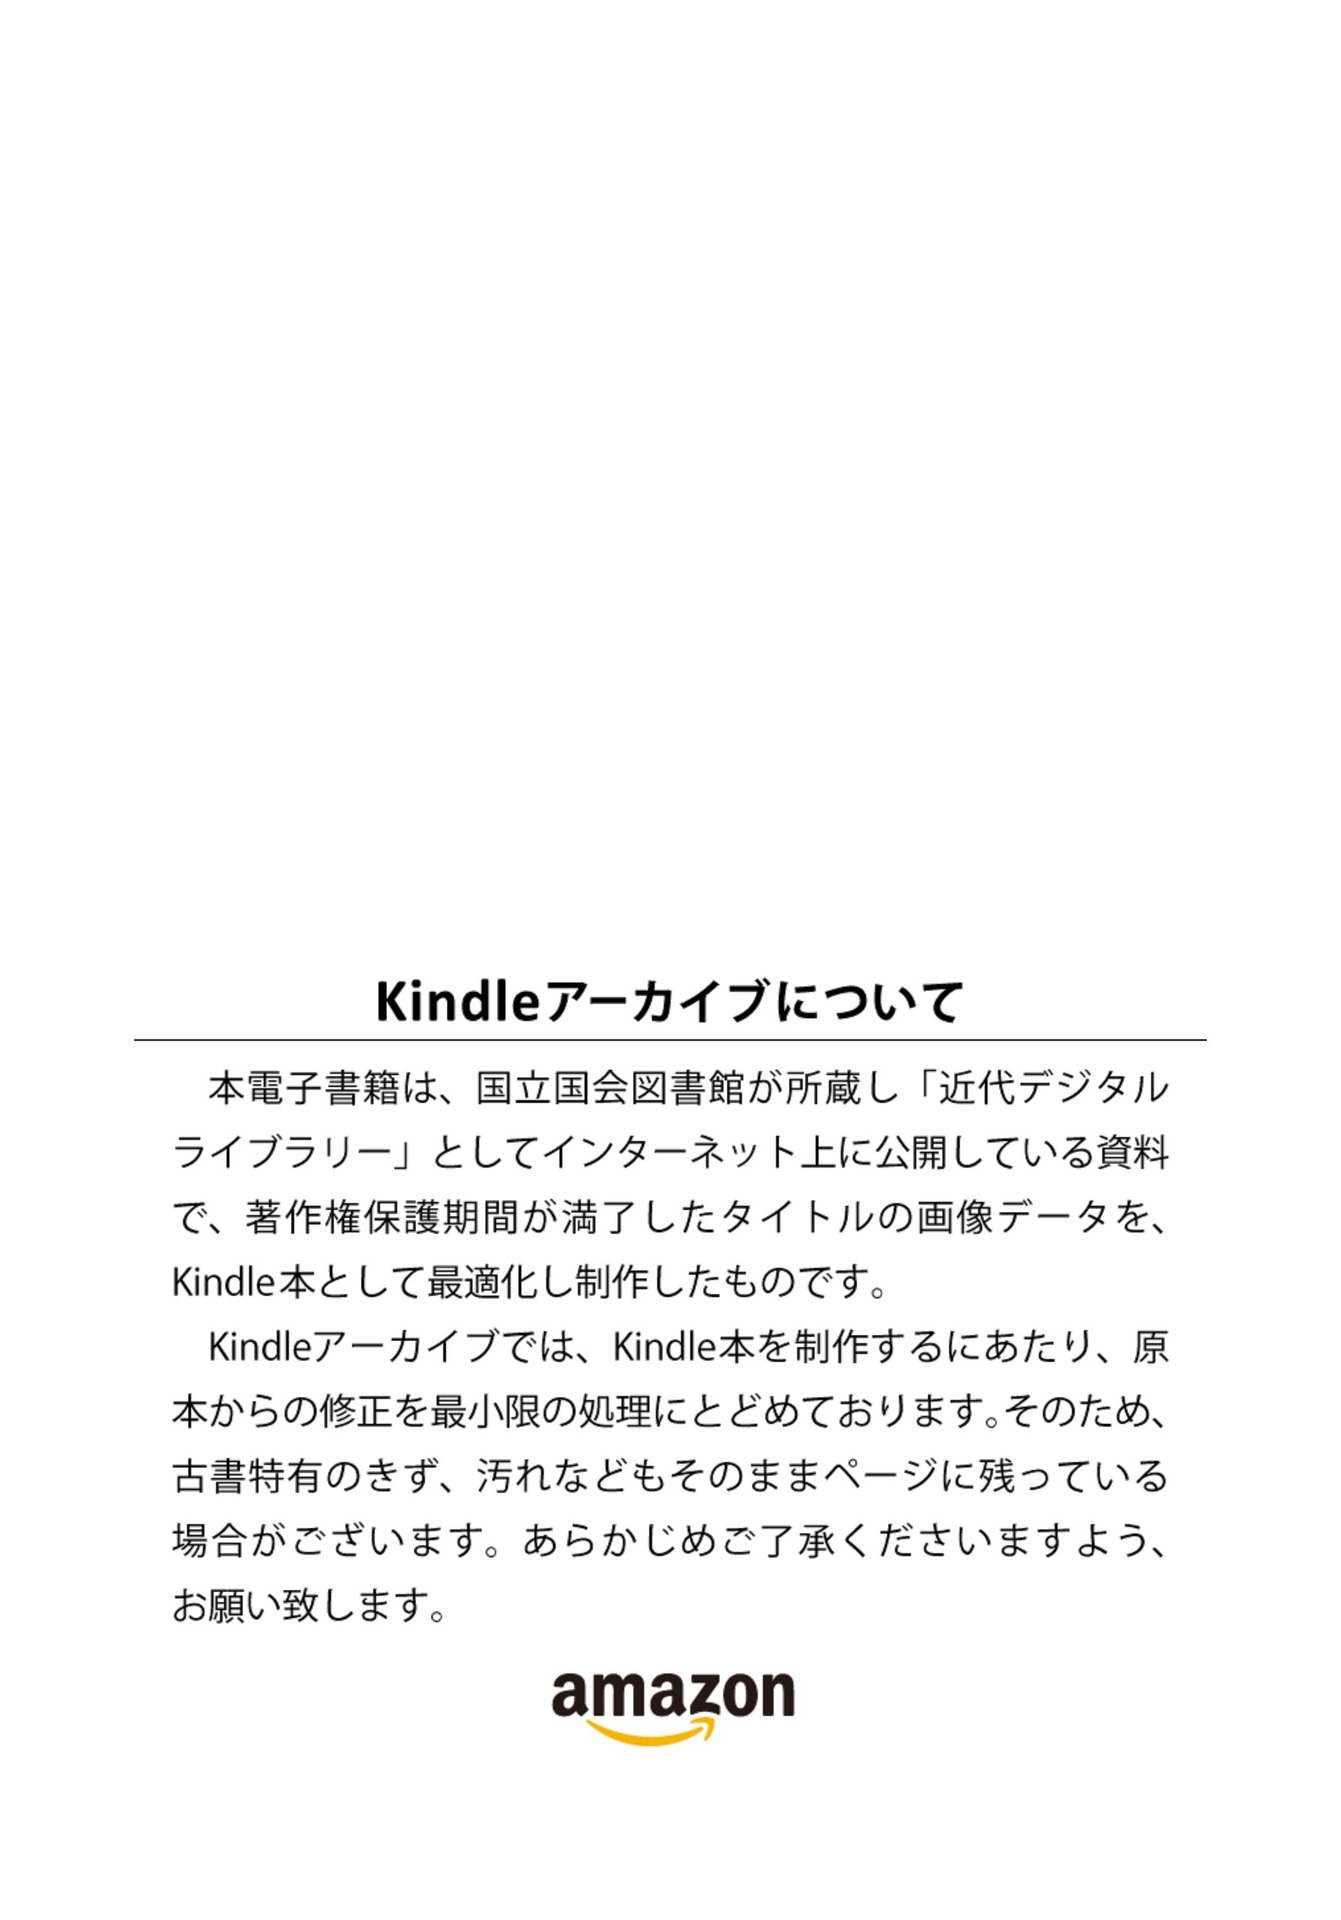 Kindleアーカイブについて
　本電子書籍は、国立国会図書館が所蔵し「近代デジタル
ライブラリー」としてインターネット上に公開している資料
で、著作権保護期間が満了したタイトルの画像データを、
Kindle本として最適化し制作したものです。
　Kindleアーカイブでは、Kindle本を制作するにあたり、原
本からの修正を最小限の処理にとどめております。そのため、
古書特有のきず、汚れなどもそのままページに残っている
場合がございます。あらかじめご了承くださいますよう、
お願い致します。
amazon